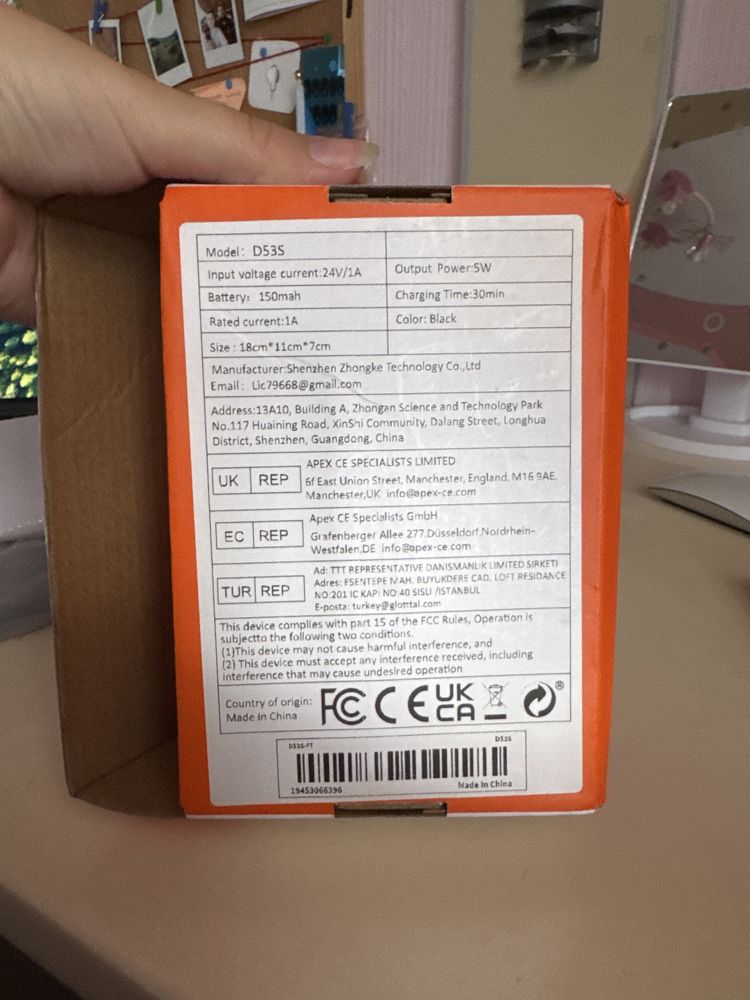 Model: D53S
Input voltage current:24V/1A Output Power:5W
Battery: 150mah Charging Time:30min
Rated current:1A Color: Black
Size : 18cm*11cm*7cm
Manufacturer:Shenzhen Zhongke Technology Co.,Ltd
Email: Llc79668@gmail.com
Address:13A10, Building A, Zhongan Science and Technology Park
No.117 Huaining Road, XinShi Community, Dalang Street, Longhua
District, Shenzhen, Guangdong, China
UK REP
APEX CE SPECIALISTS LIMITED
6f East Union Street, Manchester, England, M16 9AE,
Manchester,UK info@apex-ce.com
EC REP
Apex CE Specialists GmbH
Grafenberger Allee 277,Düsseldorf,Nordrhein-
Westfalen,DE info@apex-ce.com
TUR REP
Ad: TTT REPRESENTATIVE DANISMANLIK LIMITED SIRKETI
Adres: FSENTEPE MAH. BUYUKDERE CAD. LOFT RESIDANCE
NO:201 IC KAPI NO:40 SISLI /ISTANBUL
E-posta: turkey@glotttal.com
This device complies with part 15 of the FCC Rules, Operation is
subjectto the following two conditions.
(1)This device may not cause harmful interference, and
(2) This device must accept any interference received, including
interference that may cause undesired operation
Country of origin:
Made in China
FC CE UK CA ®
D53S-PT D53S
19453066396 Made In China